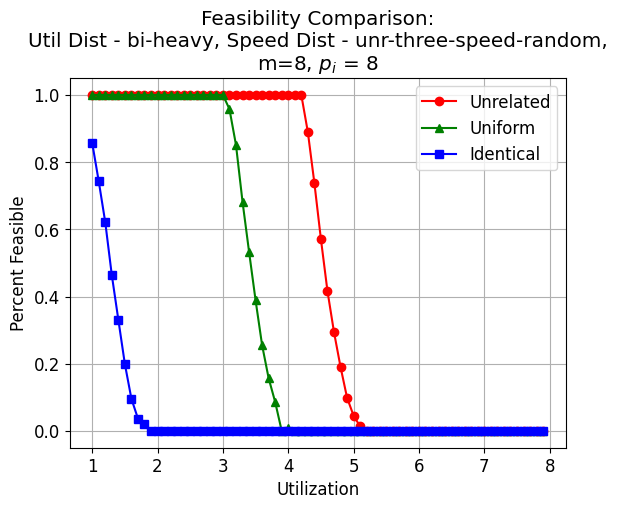 Feasibility Comparison:
Util Dist - bi-heavy, Speed Dist - unr-three-speed-random,
m=8, pᵢ = 8
Unrelated
Uniform
Identical
Percent Feasible
1.0
0.8
0.6
0.4
0.2
0.0
1 2 3 4 5 6 7 8
Utilization